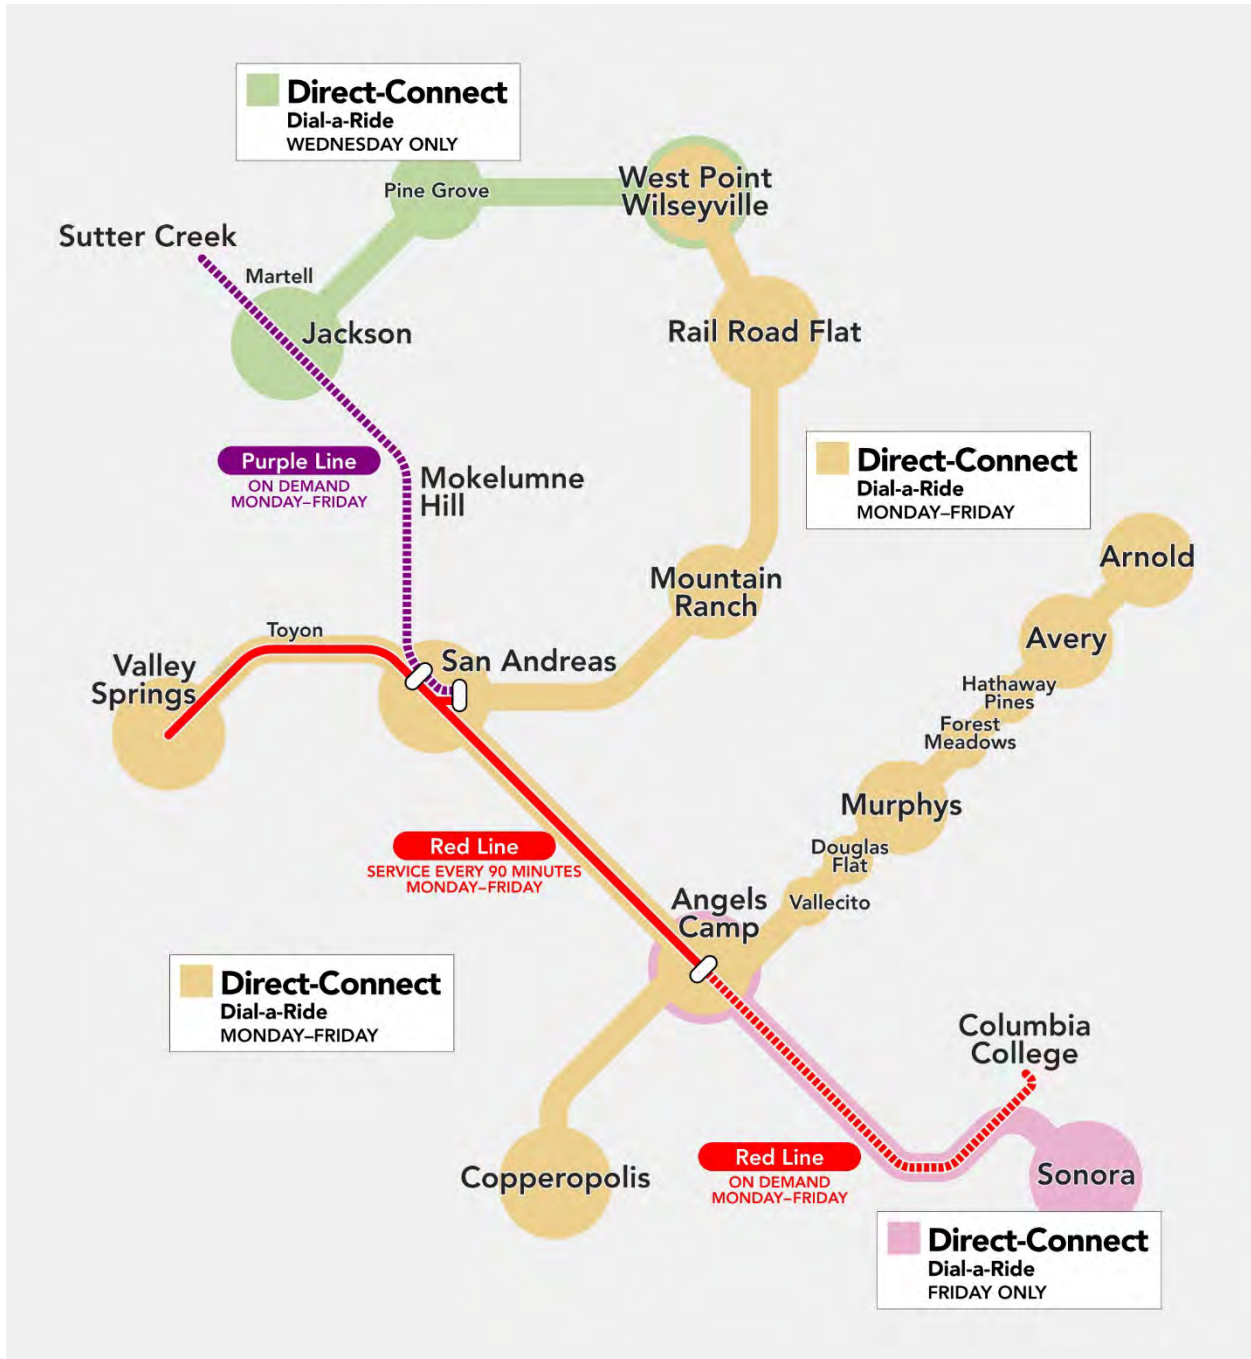 Direct-Connect
Dial-a-Ride
WEDNESDAY ONLY
Pine Grove
West Point
Wilseyville
Sutter Creek
Martell
Jackson
Rail Road Flat
Purple Line
ON DEMAND
MONDAY–FRIDAY
Mokelumne
Hill
Direct-Connect
Dial-a-Ride
MONDAY–FRIDAY
Arnold
Mountain
Ranch
Avery
Toyon
San Andreas
Valley
Springs
Hathaway
Pines
Forest
Meadows
Murphys
Red Line
SERVICE EVERY 90 MINUTES
MONDAY–FRIDAY
Douglas
Flat
Angels
Camp
Vallecito
Direct-Connect
Dial-a-Ride
MONDAY–FRIDAY
Columbia
College
Copperopolis
Red Line
ON DEMAND
MONDAY–FRIDAY
Sonora
Direct-Connect
Dial-a-Ride
FRIDAY ONLY